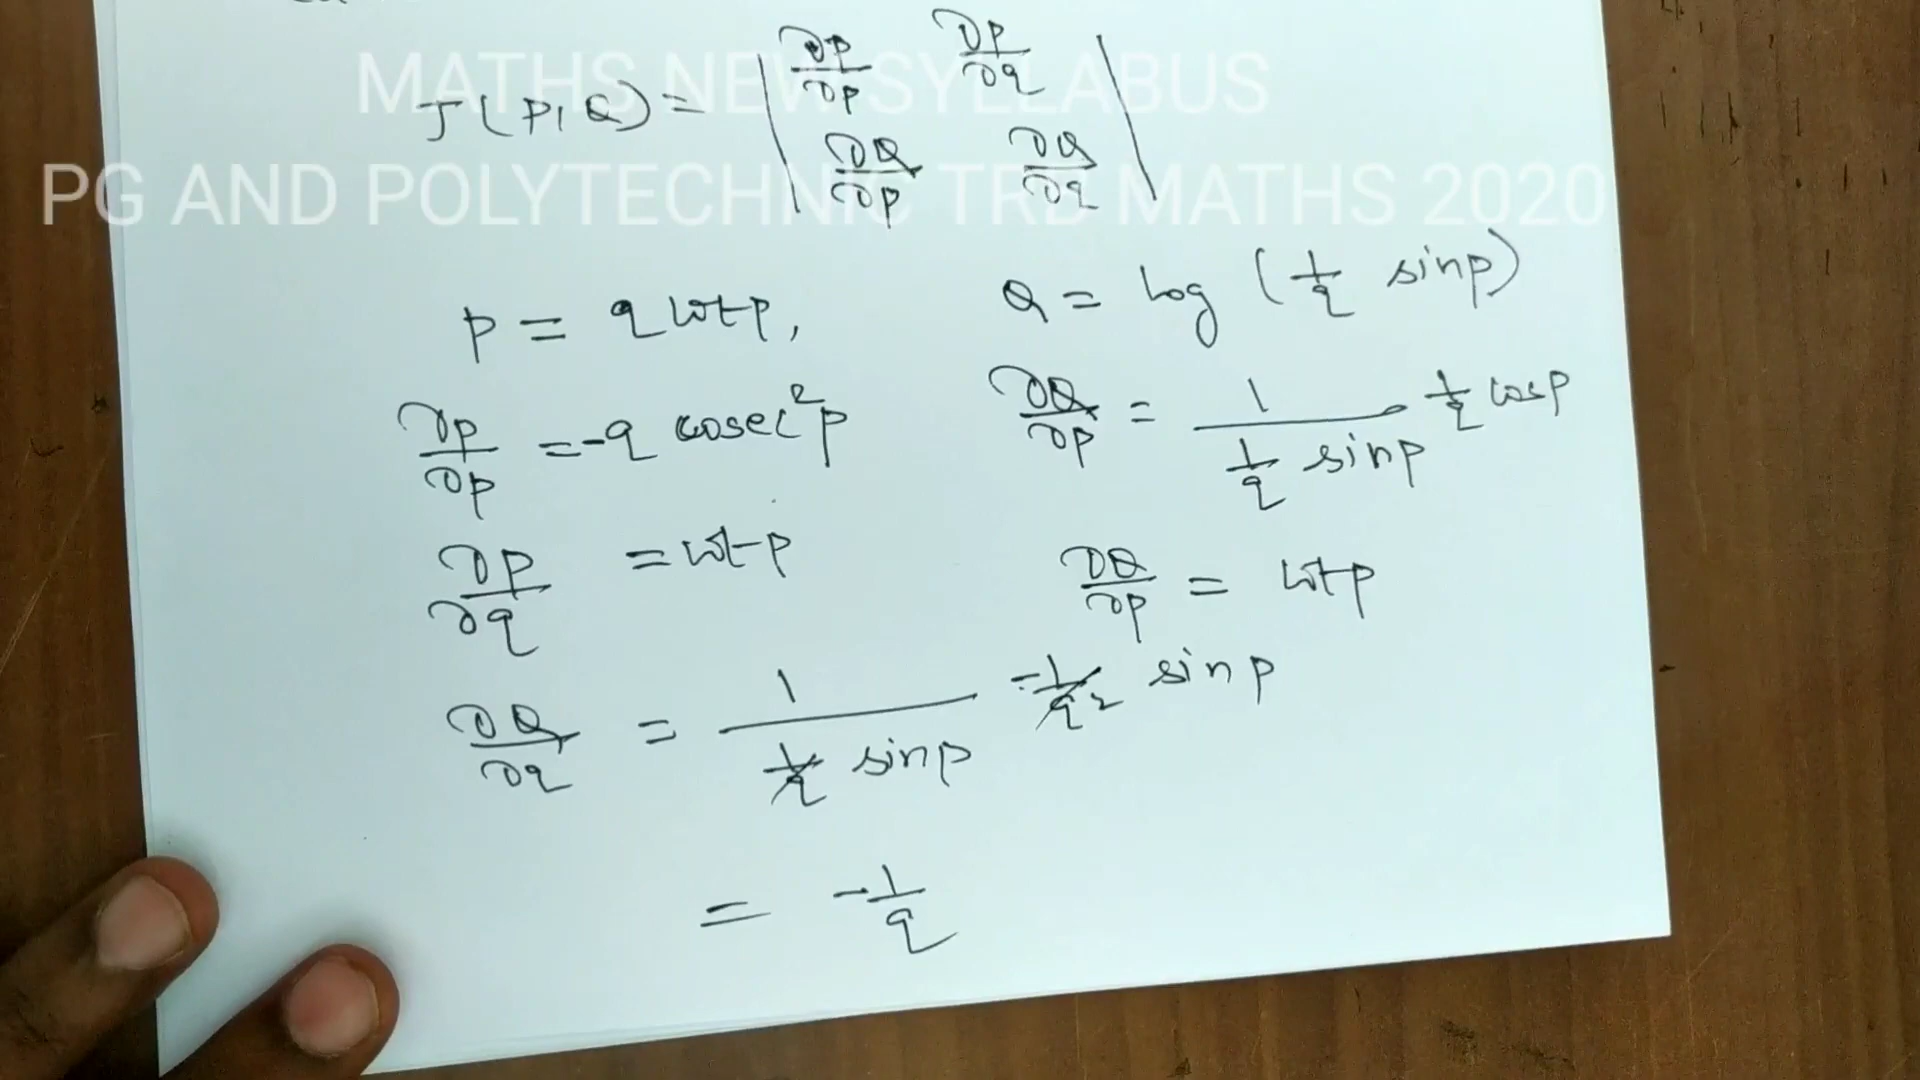 MATHS NEW SYLLABUS
PG AND POLYTECHNIC TRB MATHS 2020
J(P,Q) = | ∂P/∂p ∂P/∂q |
| ∂Q/∂p ∂Q/∂q |
P = q cot p, Q = log (1/q sin p)
∂P/∂p = -q cosec² p ∂Q/∂p = 1/(1/q sin p) 1/q cos p
∂P/∂q = cot p ∂Q/∂p = cot p
∂Q/∂q = 1/(1/q sin p) -1/q² sin p
= -1/q